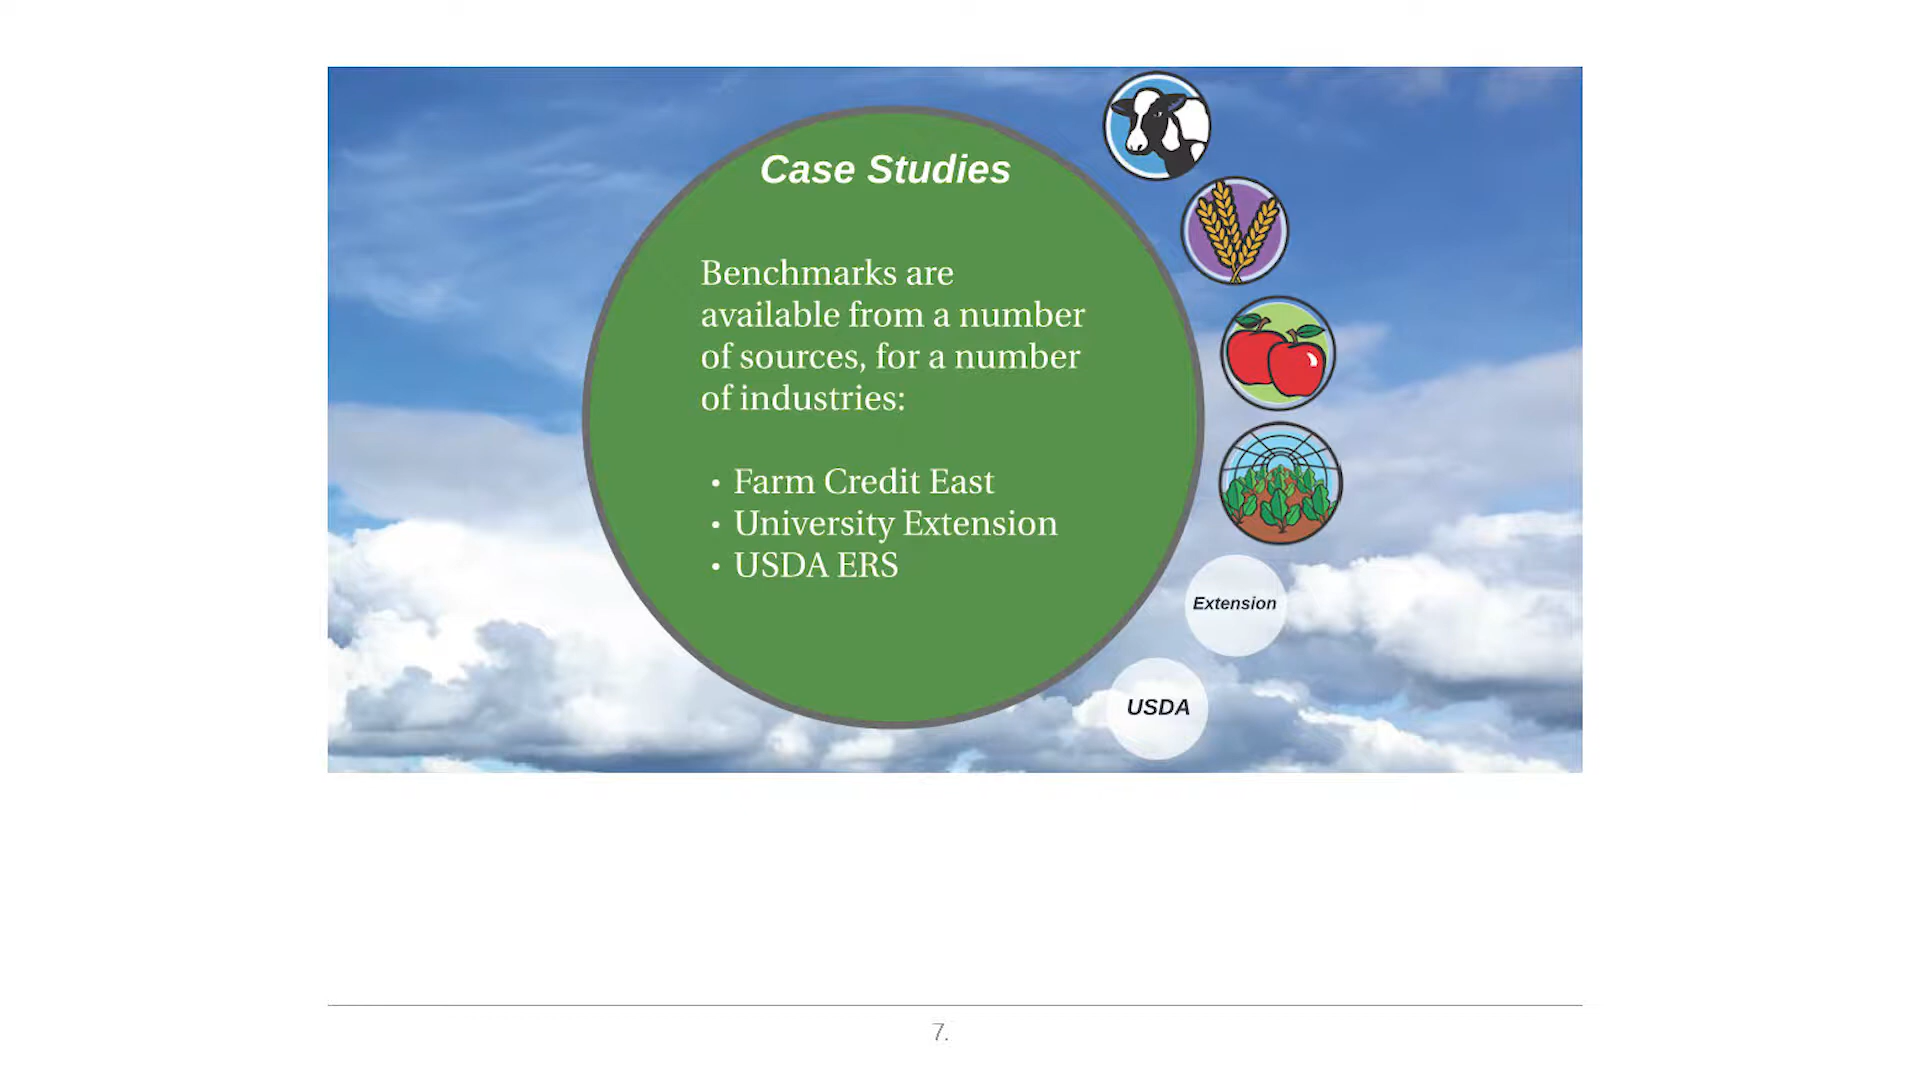 Case Studies
Benchmarks are
available from a number
of sources, for a number
of industries:
• Farm Credit East
• University Extension
• USDA ERS
Extension
USDA
7.